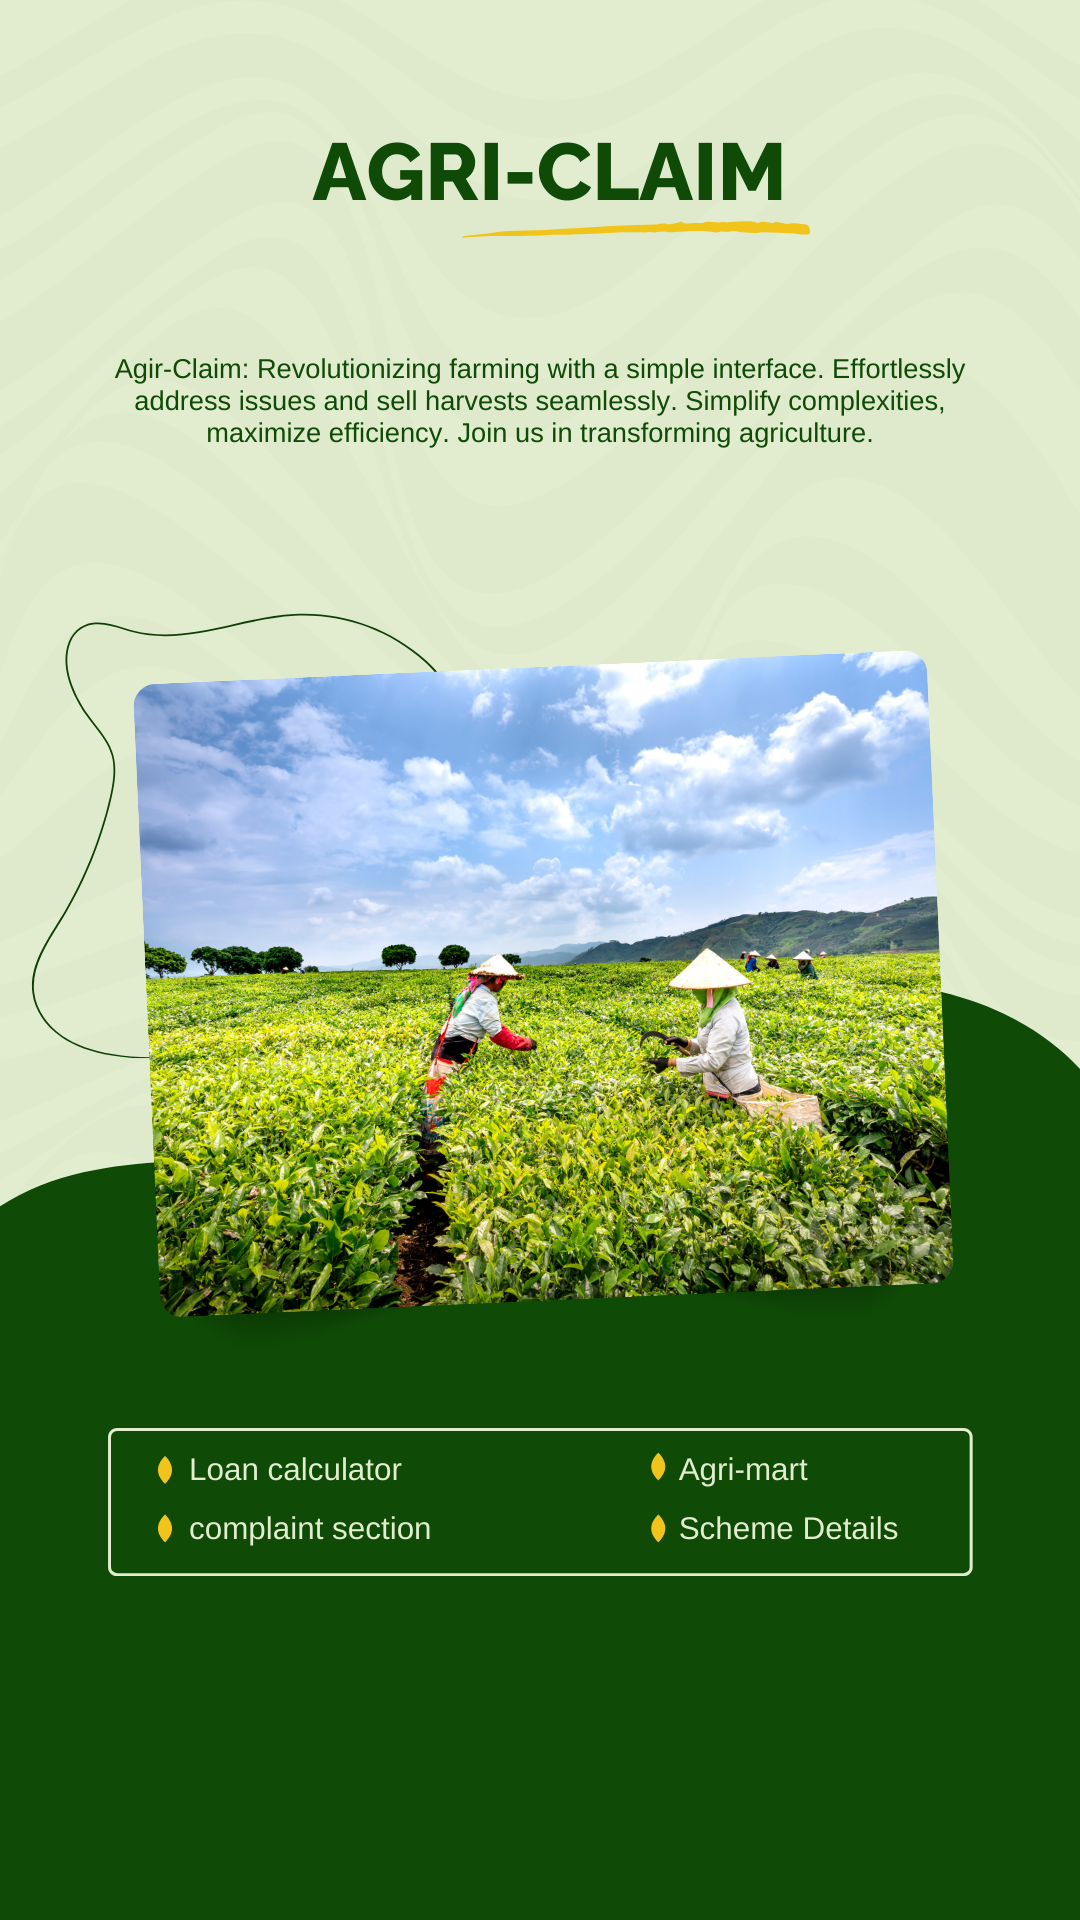 AGRI-CLAIM
Agir-Claim: Revolutionizing farming with a simple interface. Effortlessly
address issues and sell harvests seamlessly. Simplify complexities,
maximize efficiency. Join us in transforming agriculture.
Loan calculator
complaint section
Agri-mart
Scheme Details